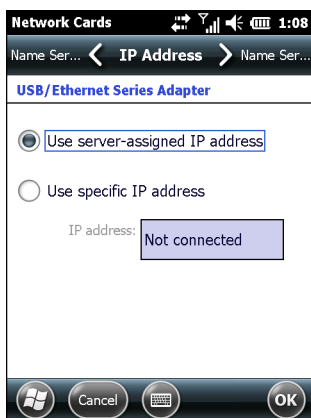 Network Cards 1:08
Name Ser... IP Address Name Ser...
USB/Ethernet Series Adapter
Use server-assigned IP address
Use specific IP address
IP address: Not connected
Cancel OK